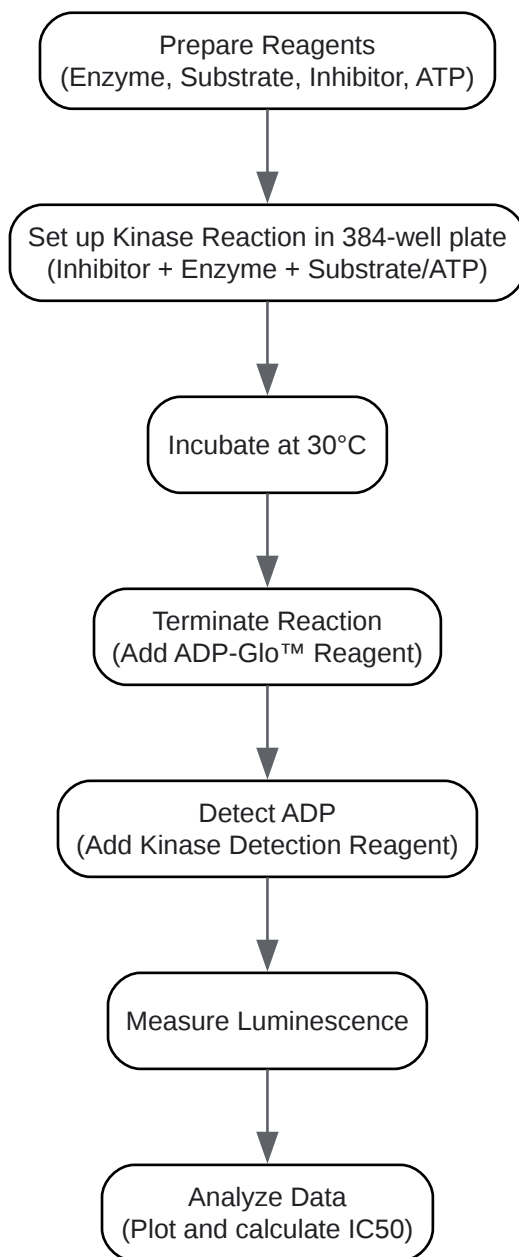 Prepare Reagents
(Enzyme, Substrate, Inhibitor, ATP)
Set up Kinase Reaction in 384-well plate
(Inhibitor + Enzyme + Substrate/ATP)
Incubate at 30°C
Terminate Reaction
(Add ADP-Glo™ Reagent)
Detect ADP
(Add Kinase Detection Reagent)
Measure Luminescence
Analyze Data
(Plot and calculate IC50)